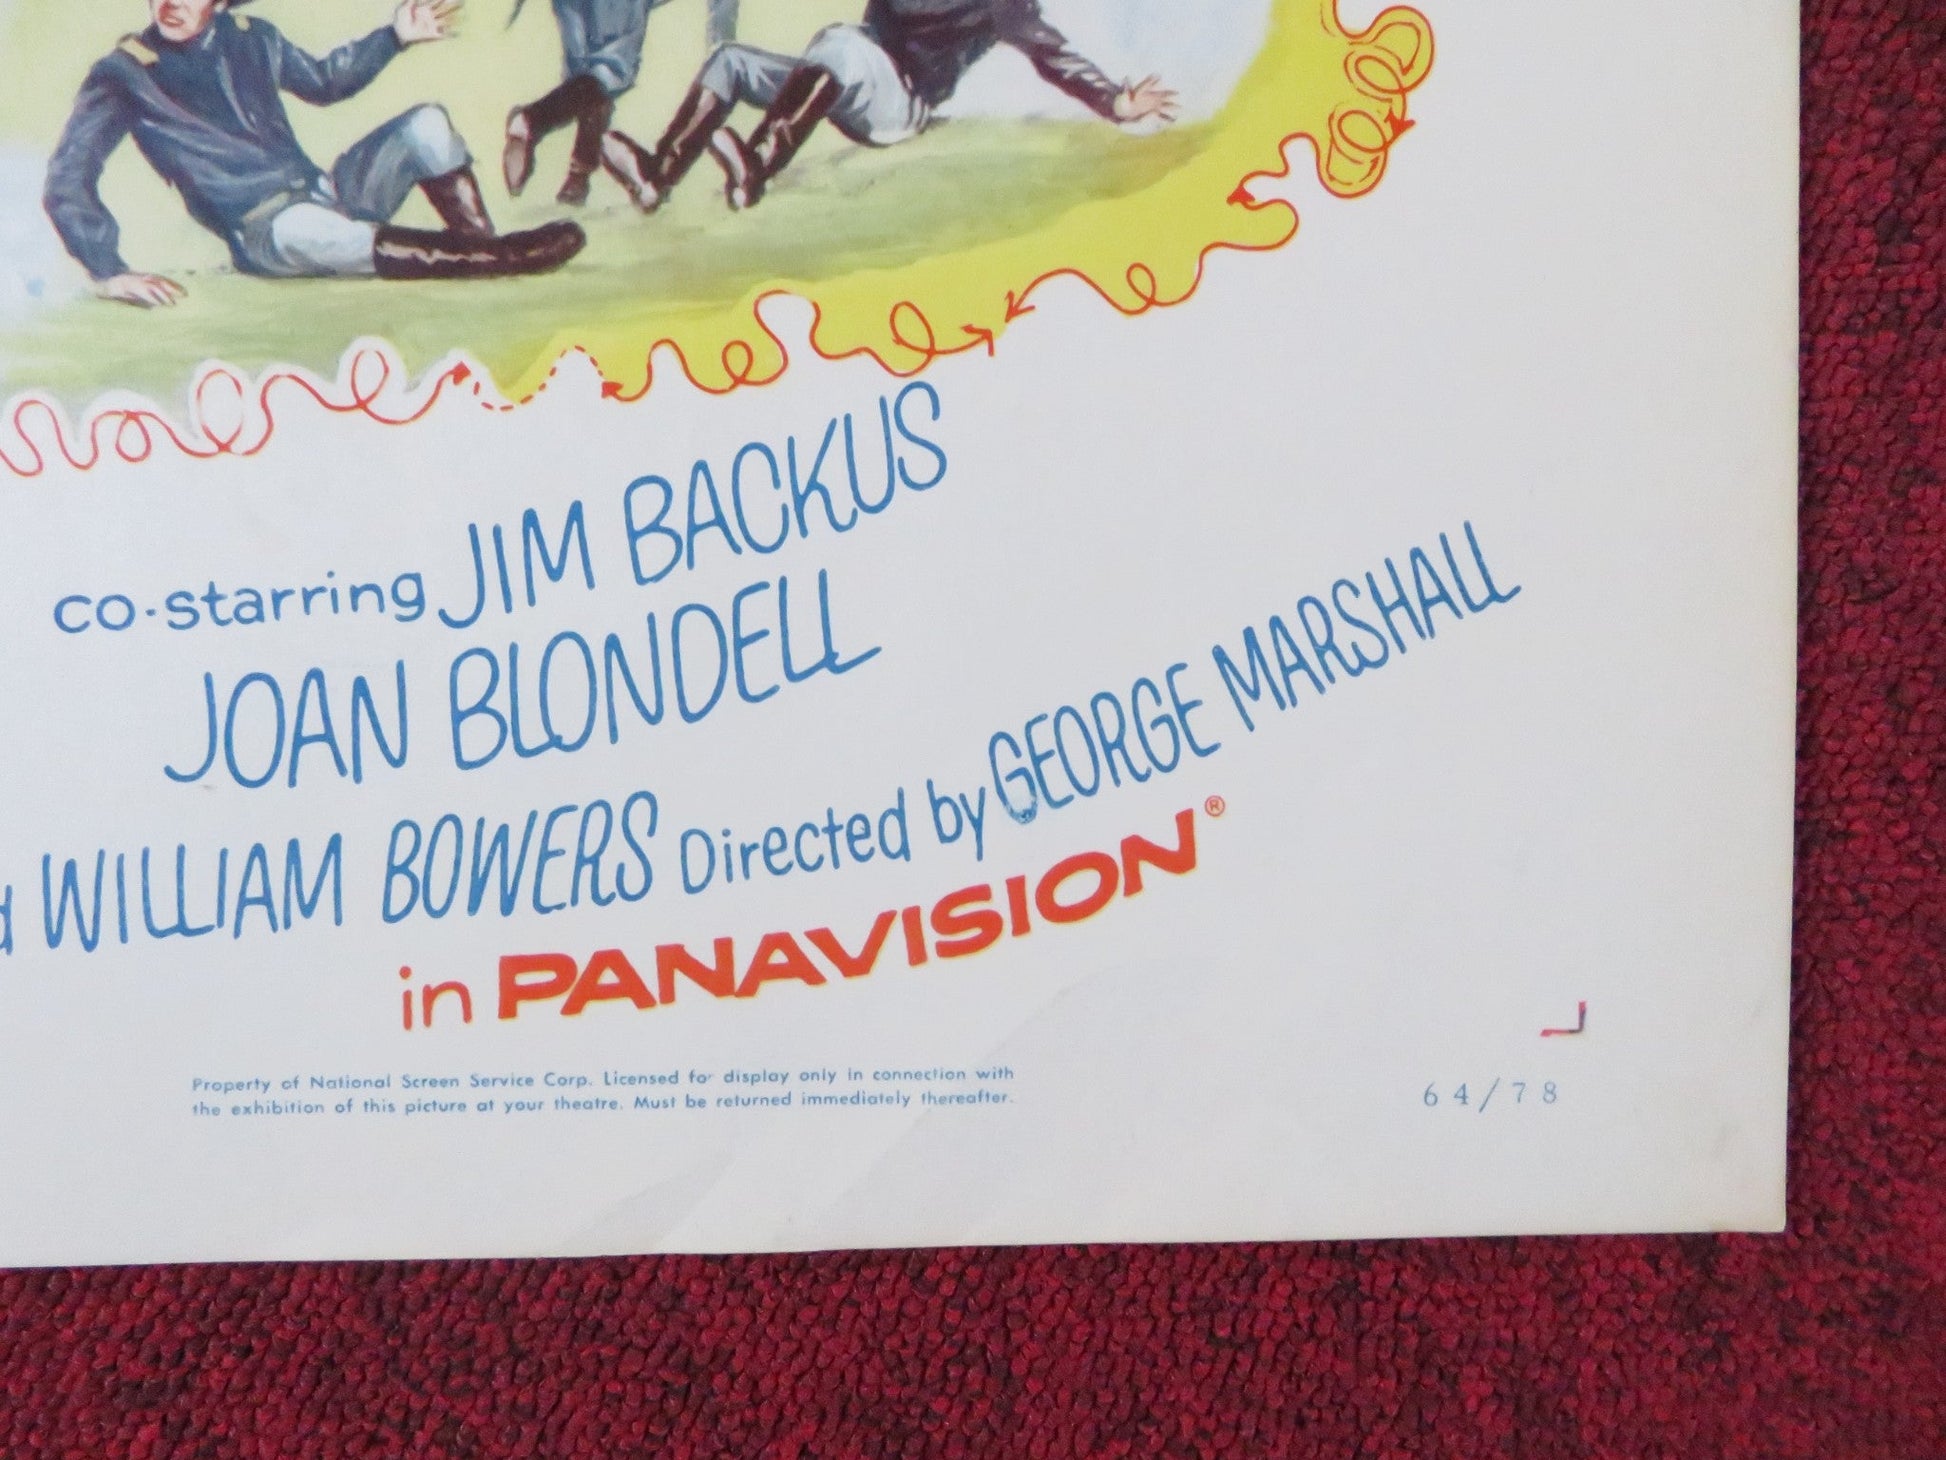 co-starring JIM BACKUS
JOAN BLONDELL
WILLIAM BOWERS Directed by GEORGE MARSHALL
in PANAVISION®
Property of National Screen Service Corp. Licensed for display only in connection with
the exhibition of this picture at your theatre. Must be returned immediately thereafter.
64/78